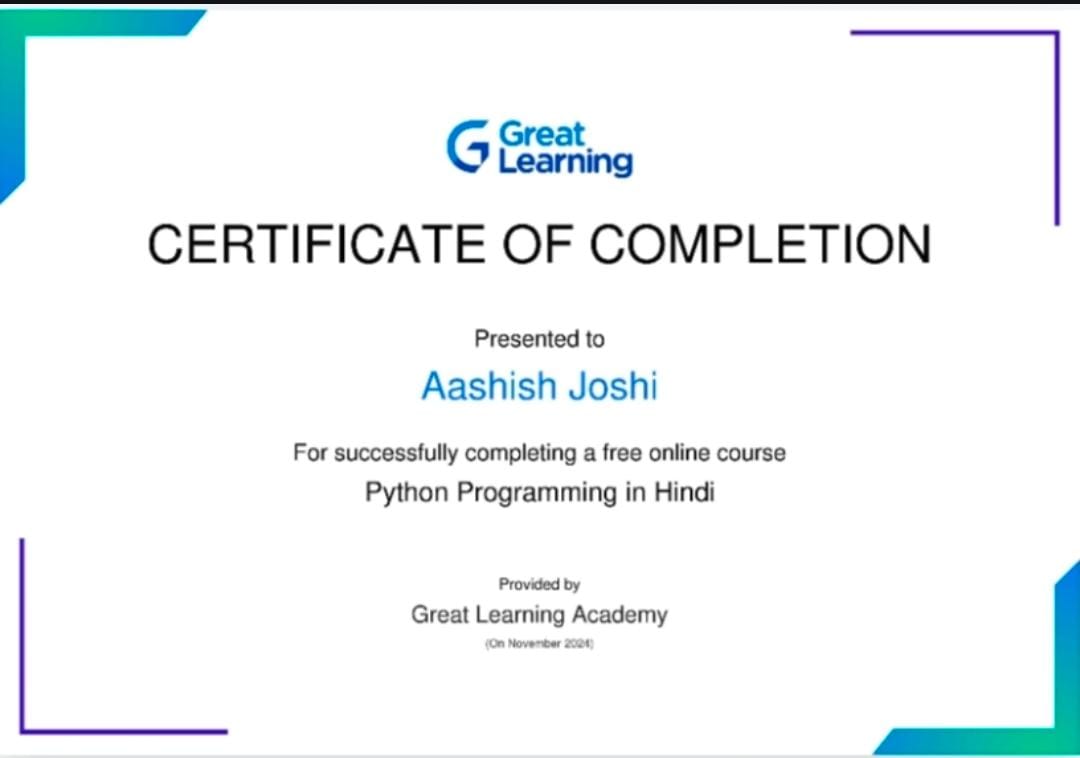 Great
Learning
CERTIFICATE OF COMPLETION
Presented to
Aashish Joshi
For successfully completing a free online course
Python Programming in Hindi
Provided by
Great Learning Academy
(On November 2024)